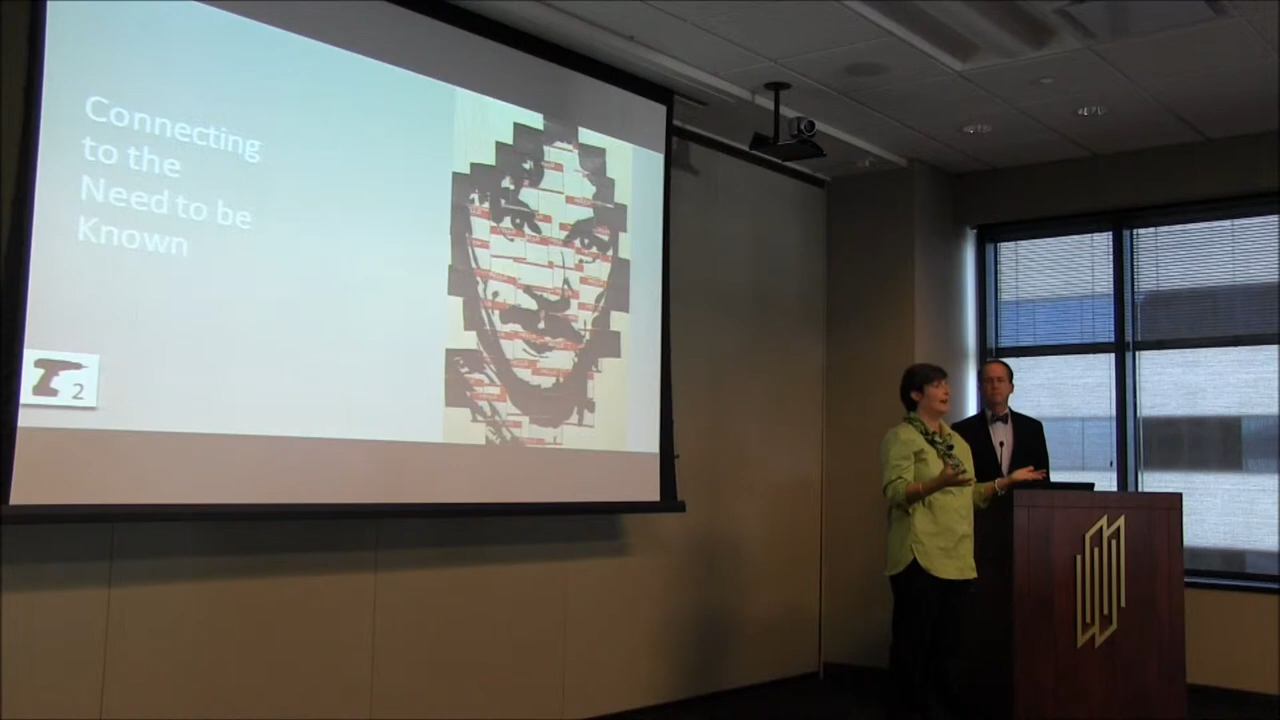 Connecting
to the
Need to be
Known
2